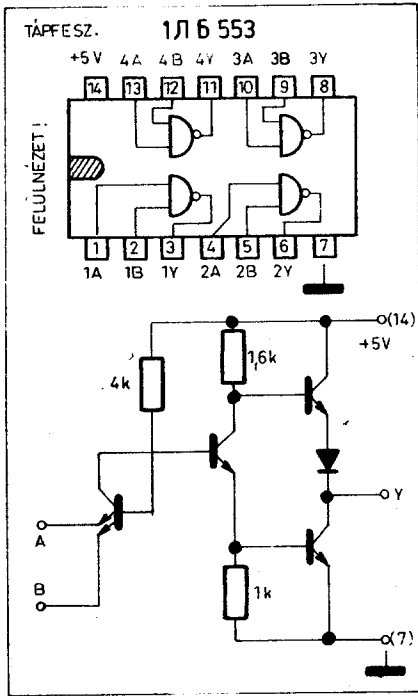 TÁPFESZ. 1ЛБ 553
+5V 4A 4B 4Y 3A 3B 3Y
14 13 12 11 10 9 8
FELÜLNÉZET!
1 2 3 4 5 6 7
1A 1B 1Y 2A 2B 2Y
(14)
+5V
1,6k
4k
Y
A
B
1k
(7)